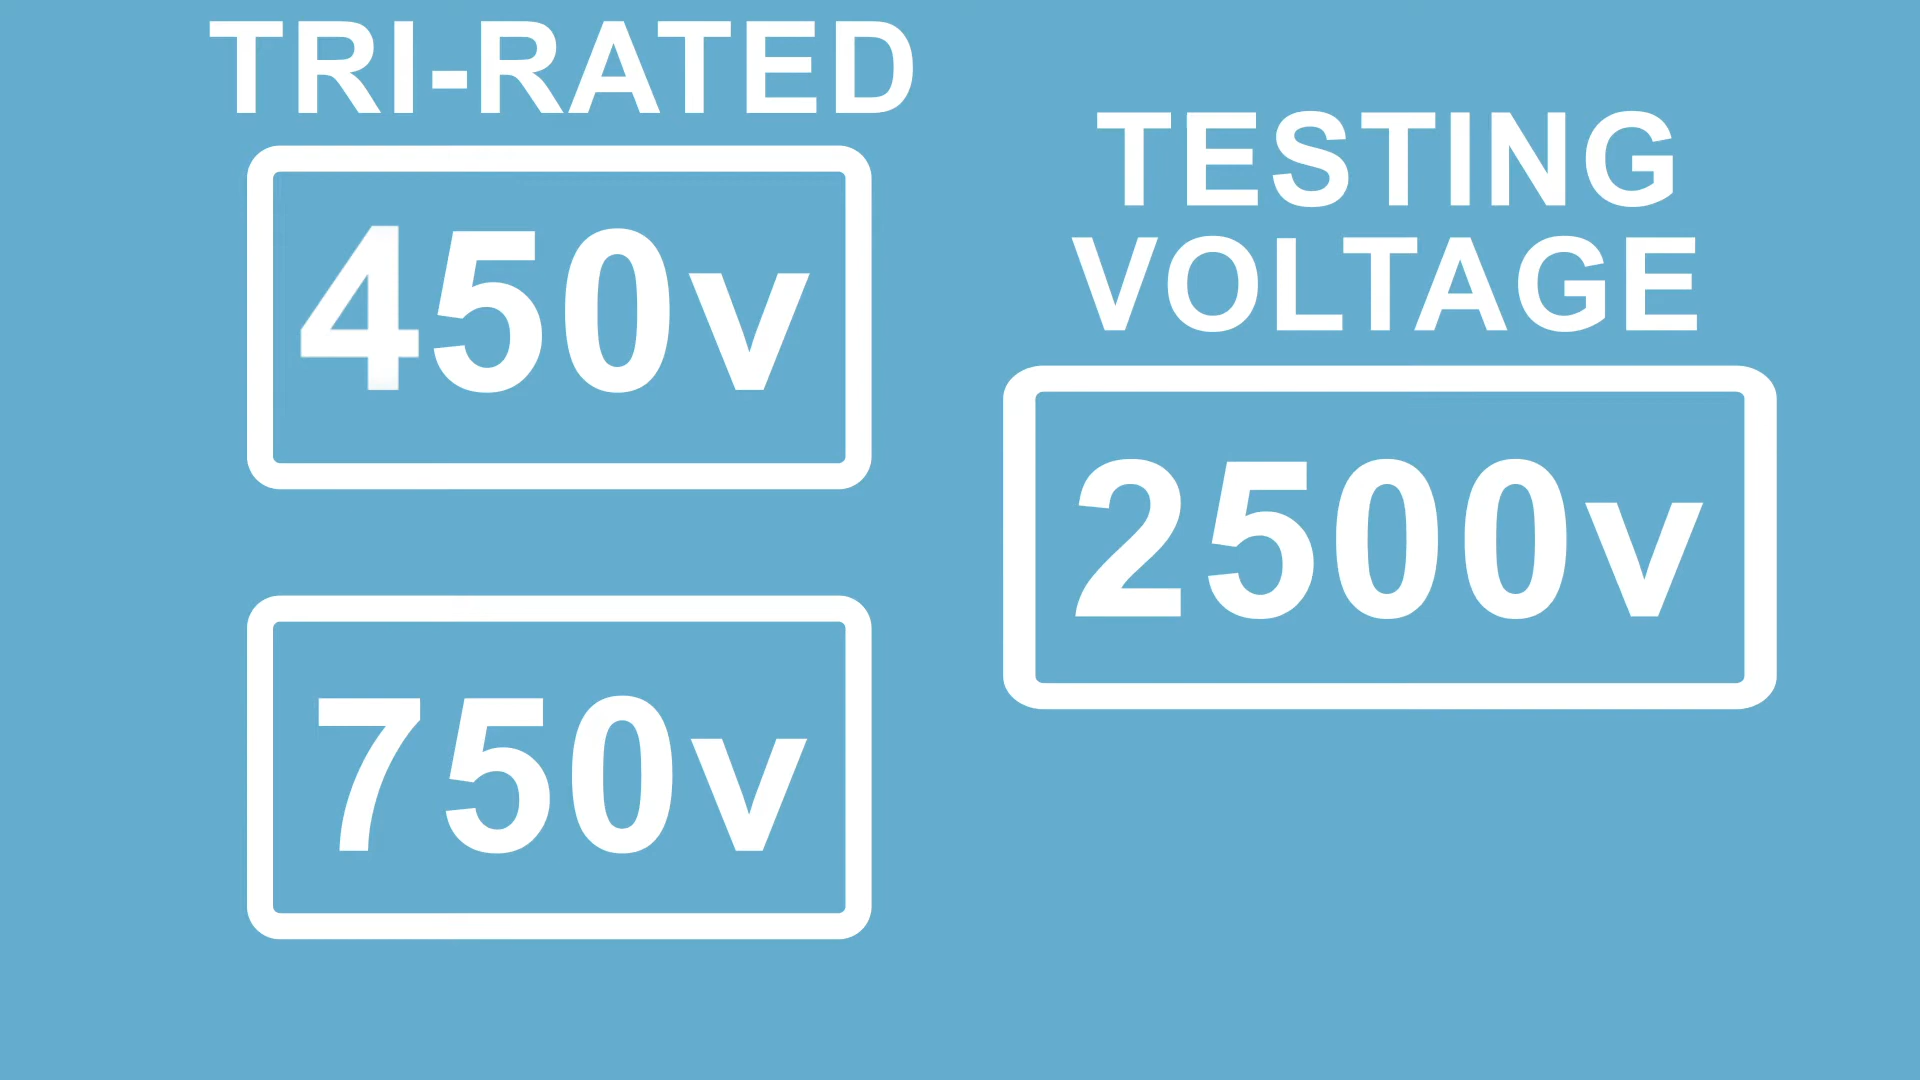 TRI-RATED
450v
750v
TESTING
VOLTAGE
2500v